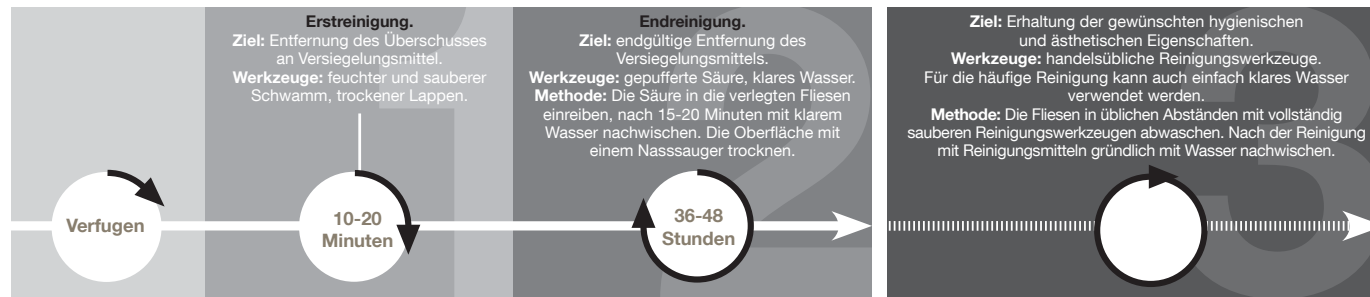 Erstreinigung.
Ziel: Entfernung des Überschusses
an Versiegelungsmittel.
Werkzeuge: feuchter und sauberer
Schwamm, trockener Lappen.
Endreinigung.
Ziel: endgültige Entfernung des
Versiegelungsmittels.
Werkzeuge: gepufferte Säure, klares Wasser.
Methode: Die Säure in die verlegten Fliesen
einreiben, nach 15-20 Minuten mit klarem
Wasser nachwischen. Die Oberfläche mit
einem Nasssauger trocknen.
Ziel: Erhaltung der gewünschten hygienischen
und ästhetischen Eigenschaften.
Werkzeuge: handelsübliche Reinigungswerkzeuge.
Für die häufige Reinigung kann auch einfach klares Wasser
verwendet werden.
Methode: Die Fliesen in üblichen Abständen mit vollständig
sauberen Reinigungswerkzeugen abwaschen. Nach der Reinigung
mit Reinigungsmitteln gründlich mit Wasser nachwischen.
Verfugen
10-20
Minuten
36-48
Stunden
1
2
3